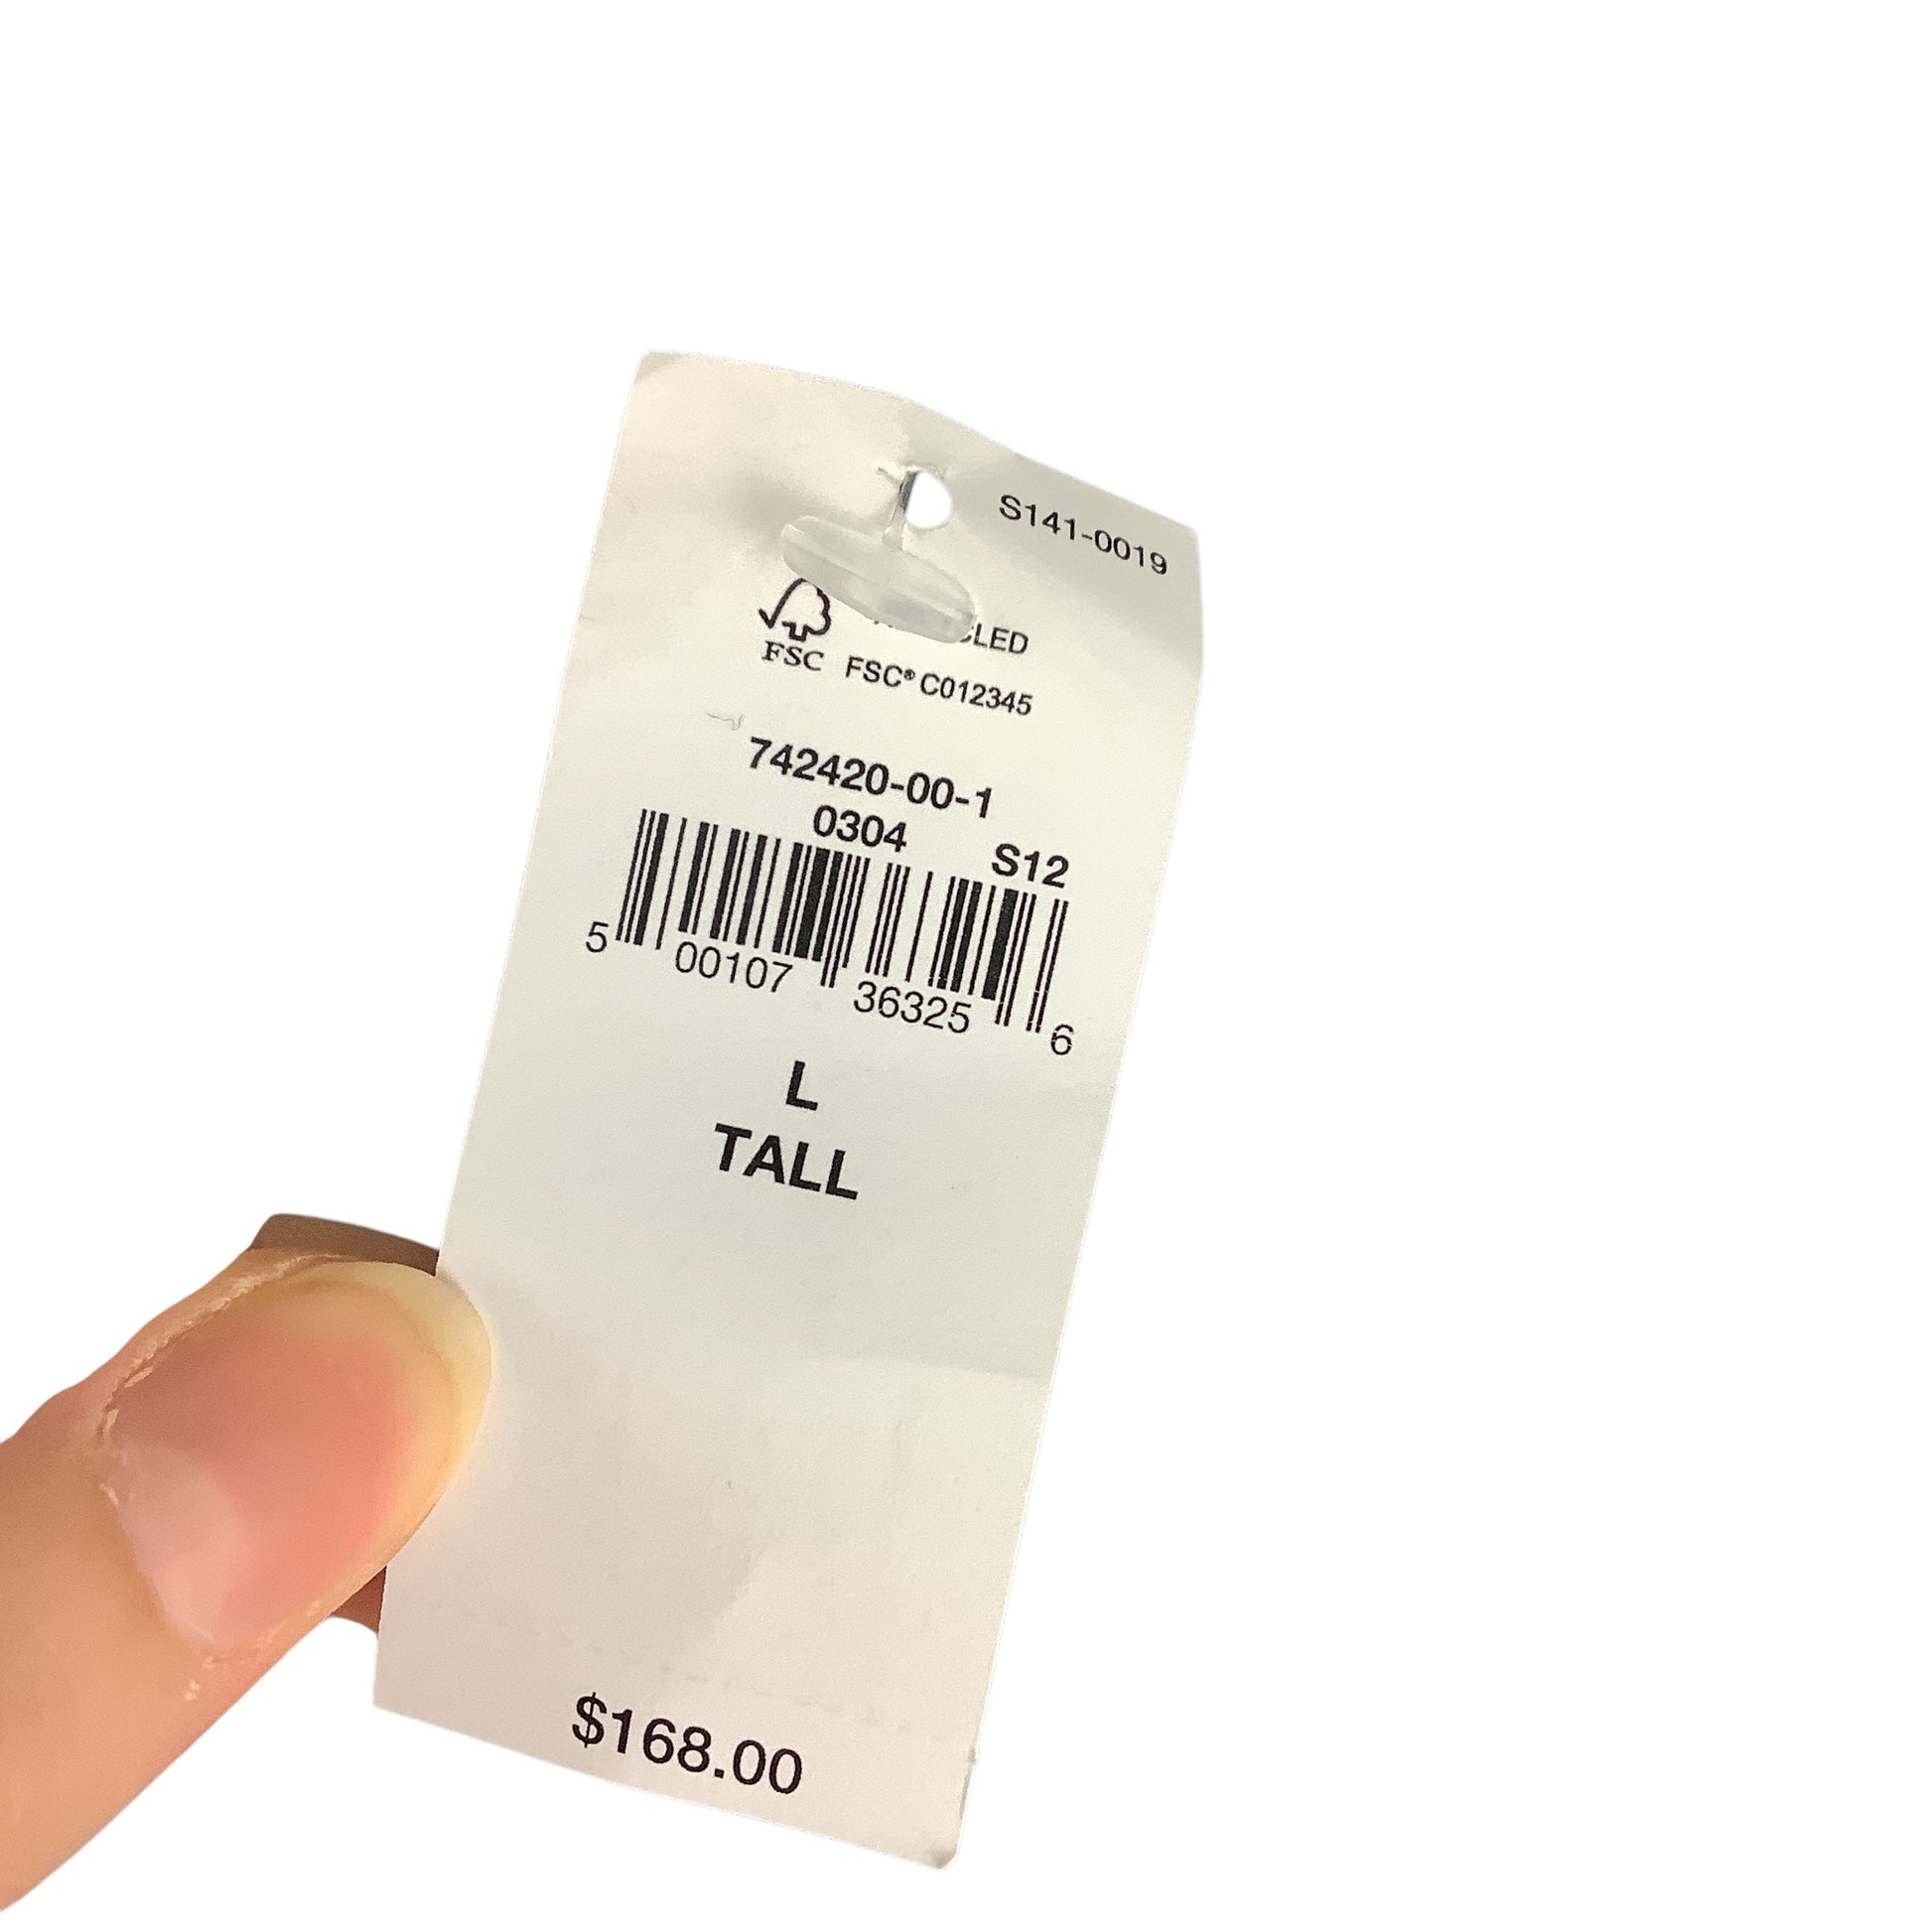 S141-0019
FSC FSC® C012345
742420-00-1
0304 S12
5 00107 36325 6
L
TALL
$168.00